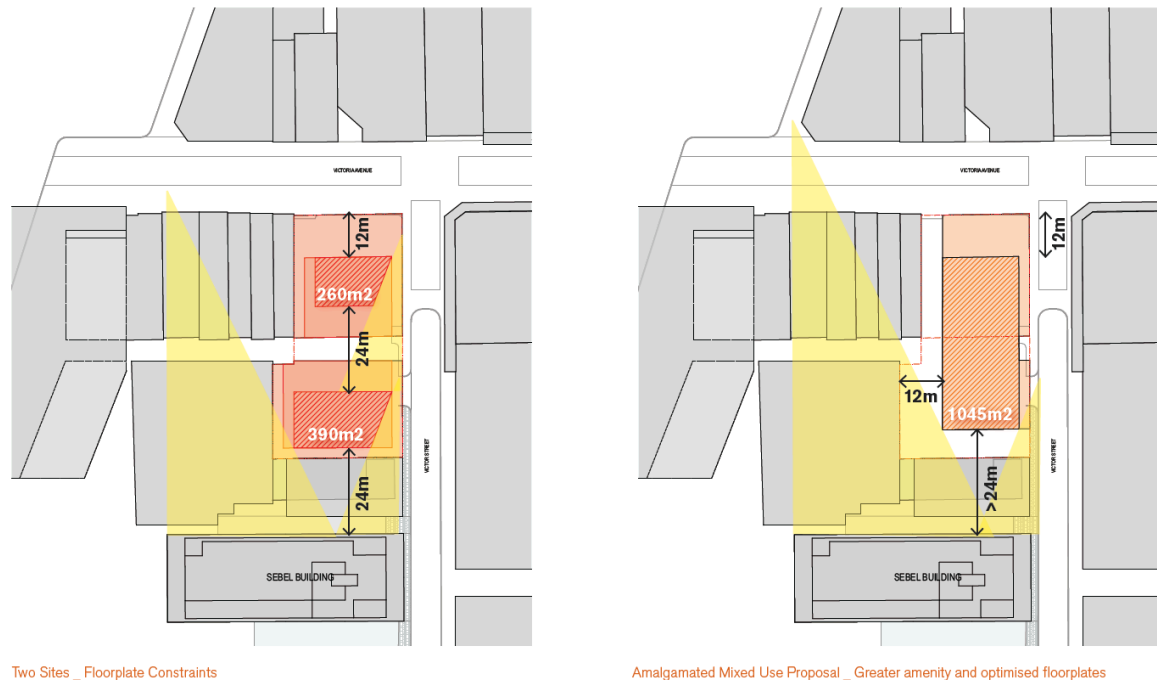 VICTORIA AVENUE
12m
260m2
24m
390m2
VICTOR STREET
24m
SEBEL BUILDING
Two Sites _ Floorplate Constraints
VICTORIA AVENUE
12m
12m
1045m2
VICTOR STREET
>24m
SEBEL BUILDING
Amalgamated Mixed Use Proposal _ Greater amenity and optimised floorplates